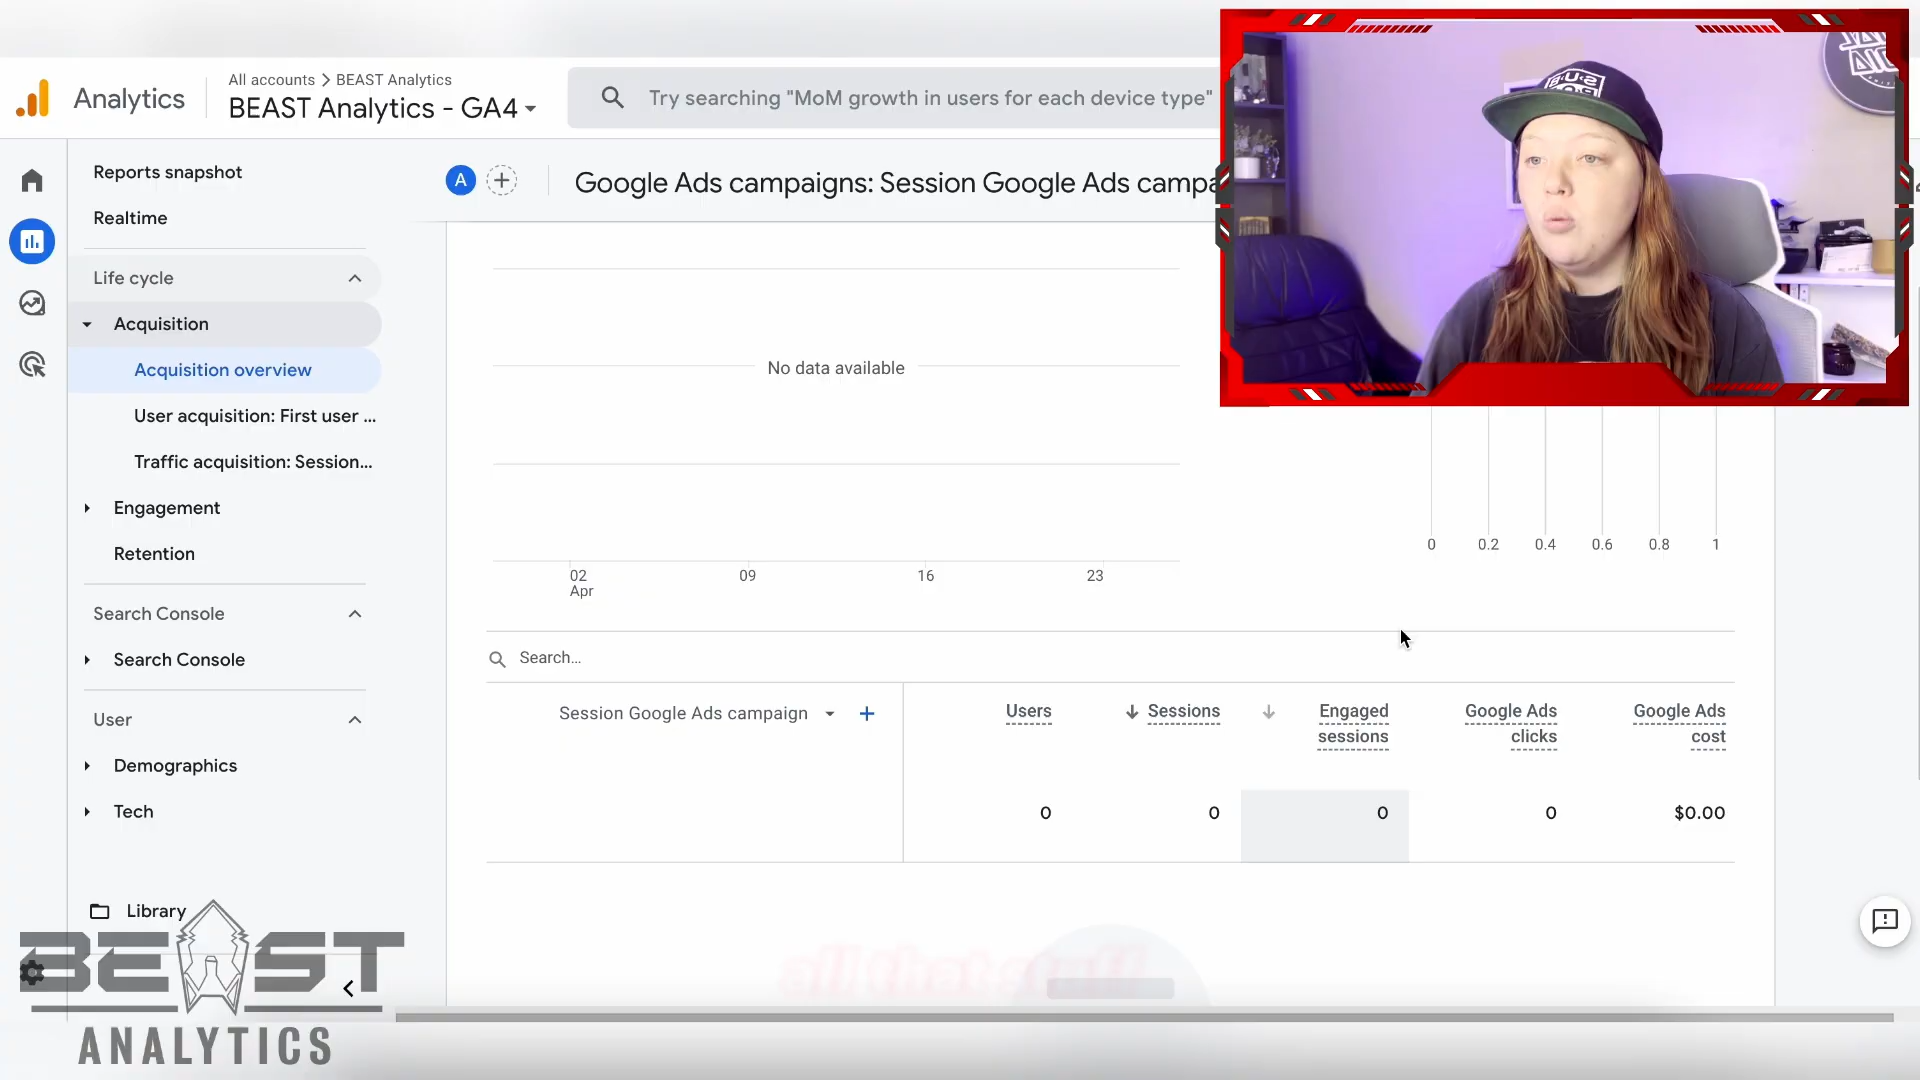 Analytics
All accounts > BEAST Analytics
BEAST Analytics - GA4
Try searching "MoM growth in users for each device type"
Reports snapshot
Realtime
Life cycle
Acquisition
Acquisition overview
User acquisition: First user ...
Traffic acquisition: Session...
Engagement
Retention
Search Console
Search Console
User
Demographics
Tech
Library
BEAST
ANALYTICS
A
Google Ads campaigns: Session Google Ads campa
No data available
02 09 16 23
Apr
0 0.2 0.4 0.6 0.8 1
Search...
Session Google Ads campaign
Users Sessions Engaged sessions Google Ads clicks Google Ads cost
0 0 0 0 $0.00
all that stuff